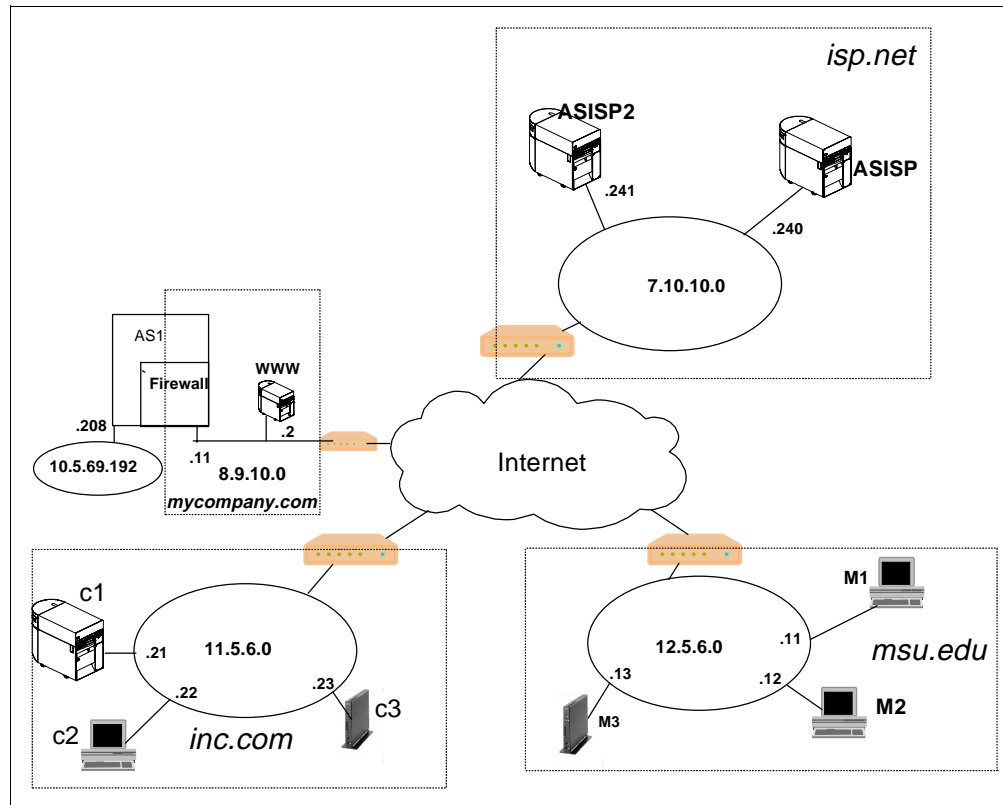 isp.net
ASISP2
ASISP
.241
.240
7.10.10.0
AS1
Firewall
WWW
.208
.2
.11
10.5.69.192
8.9.10.0
mycompany.com
Internet
c1
.21
11.5.6.0
.22
.23
c2
c3
inc.com
M1
.11
12.5.6.0
msu.edu
.13
.12
M3
M2